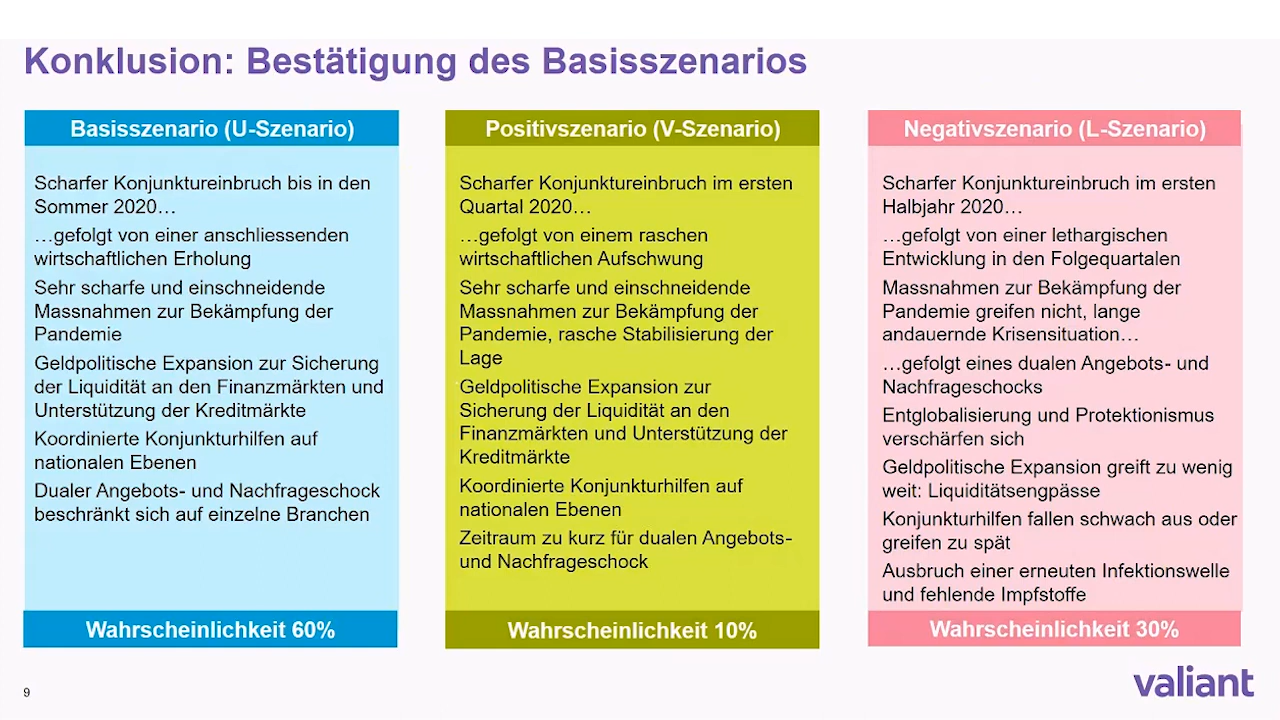 Konklusion: Bestätigung des Basisszenarios
Basisszenario (U-Szenario)
Scharfer Konjunktureinbruch bis in den
Sommer 2020…
…gefolgt von einer anschliessenden
wirtschaftlichen Erholung
Sehr scharfe und einschneidende
Massnahmen zur Bekämpfung der
Pandemie
Geldpolitische Expansion zur Sicherung
der Liquidität an den Finanzmärkten und
Unterstützung der Kreditmärkte
Koordinierte Konjunkturhilfen auf
nationalen Ebenen
Dualer Angebots- und Nachfrageschock
beschränkt sich auf einzelne Branchen
Wahrscheinlichkeit 60%
Positivszenario (V-Szenario)
Scharfer Konjunktureinbruch im ersten
Quartal 2020…
…gefolgt von einem raschen
wirtschaftlichen Aufschwung
Sehr scharfe und einschneidende
Massnahmen zur Bekämpfung der
Pandemie, rasche Stabilisierung der
Lage
Geldpolitische Expansion zur
Sicherung der Liquidität an den
Finanzmärkten und Unterstützung der
Kreditmärkte
Koordinierte Konjunkturhilfen auf
nationalen Ebenen
Zeitraum zu kurz für dualen Angebots-
und Nachfrageschock
Wahrscheinlichkeit 10%
Negativszenario (L-Szenario)
Scharfer Konjunktureinbruch im ersten
Halbjahr 2020…
…gefolgt von einer lethargischen
Entwicklung in den Folgequartalen
Massnahmen zur Bekämpfung der
Pandemie greifen nicht, lange
andauernde Krisensituation…
…gefolgt eines dualen Angebots- und
Nachfrageschocks
Entglobalisierung und Protektionismus
verschärfen sich
Geldpolitische Expansion greift zu wenig
weit: Liquiditätsengpässe
Konjunkturhilfen fallen schwach aus oder
greifen zu spät
Ausbruch einer erneuten Infektionswelle
und fehlende Impfstoffe
Wahrscheinlichkeit 30%
9
valiant